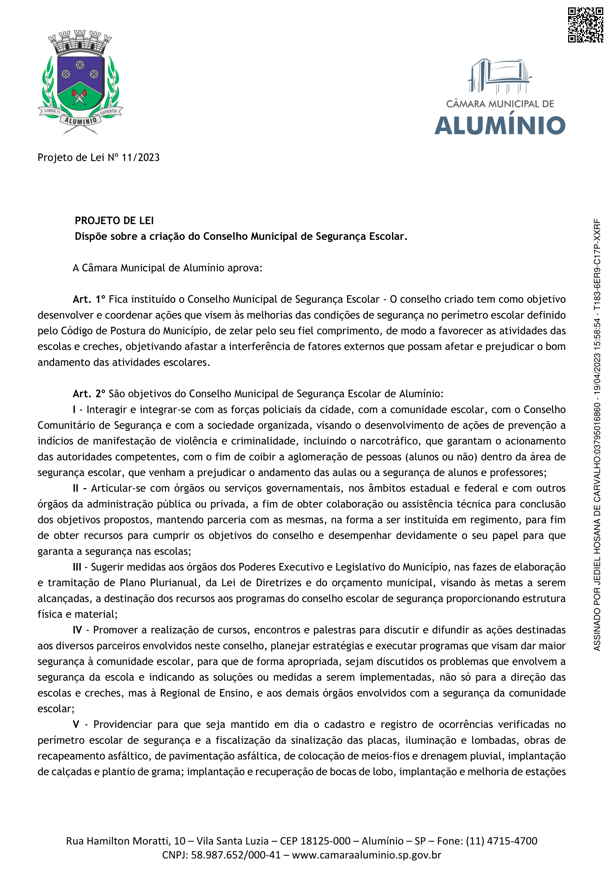 CÂMARA MUNICIPAL DE
ALUMÍNIO
ALUMÍNIO
Projeto de Lei Nº 11/2023
PROJETO DE LEI
Dispõe sobre a criação do Conselho Municipal de Segurança Escolar.
A Câmara Municipal de Alumínio aprova:
Art. 1º Fica instituído o Conselho Municipal de Segurança Escolar - O conselho criado tem como objetivo
desenvolver e coordenar ações que visem às melhorias das condições de segurança no perímetro escolar definido
pelo Código de Postura do Município, de zelar pelo seu fiel comprimento, de modo a favorecer as atividades das
escolas e creches, objetivando afastar a interferência de fatores externos que possam afetar e prejudicar o bom
andamento das atividades escolares.
Art. 2º São objetivos do Conselho Municipal de Segurança Escolar de Alumínio:
I - Interagir e integrar-se com as forças policiais da cidade, com a comunidade escolar, com o Conselho
Comunitário de Segurança e com a sociedade organizada, visando o desenvolvimento de ações de prevenção a
indícios de manifestação de violência e criminalidade, incluindo o narcotráfico, que garantam o acionamento
das autoridades competentes, com o fim de coibir a aglomeração de pessoas (alunos ou não) dentro da área de
segurança escolar, que venham a prejudicar o andamento das aulas ou a segurança de alunos e professores;
II - Articular-se com órgãos ou serviços governamentais, nos âmbitos estadual e federal e com outros
órgãos da administração pública ou privada, a fim de obter colaboração ou assistência técnica para conclusão
dos objetivos propostos, mantendo parceria com as mesmas, na forma a ser instituída em regimento, para fim
de obter recursos para cumprir os objetivos do conselho e desempenhar devidamente o seu papel para que
garanta a segurança nas escolas;
III - Sugerir medidas aos órgãos dos Poderes Executivo e Legislativo do Município, nas fases de elaboração
e tramitação de Plano Plurianual, da Lei de Diretrizes e do orçamento municipal, visando às metas a serem
alcançadas, a destinação dos recursos aos programas do conselho escolar de segurança proporcionando estrutura
física e material;
IV - Promover a realização de cursos, encontros e palestras para discutir e difundir as ações destinadas
aos diversos parceiros envolvidos neste conselho, planejar estratégias e executar programas que visam dar maior
segurança à comunidade escolar, para que de forma apropriada, sejam discutidos os problemas que envolvem a
segurança da escola e indicando as soluções ou medidas a serem implementadas, não só para a direção das
escolas e creches, mas à Regional de Ensino, e aos demais órgãos envolvidos com a segurança da comunidade
escolar;
V - Providenciar para que seja mantido em dia o cadastro e registro de ocorrências verificadas no
perímetro escolar de segurança e a fiscalização da sinalização das placas, iluminação e lombadas, obras de
recapeamento asfáltico, de pavimentação asfáltica, de colocação de meios-fios e drenagem pluvial, implantação
de calçadas e plantio de grama; implantação e recuperação de bocas de lobo, implantação e melhoria de estações
Rua Hamilton Moratti, 10 – Vila Santa Luzia – CEP 18125-000 – Alumínio – SP – Fone: (11) 4715-4700
CNPJ: 58.987.652/000-41 – www.camaraaluminio.sp.gov.br
ASSINADO POR JEDIEL HOSANA DE CARVALHO:03795016860 - 19/04/2023 15:58:54 - T183-6ER9-C17P-XXRF